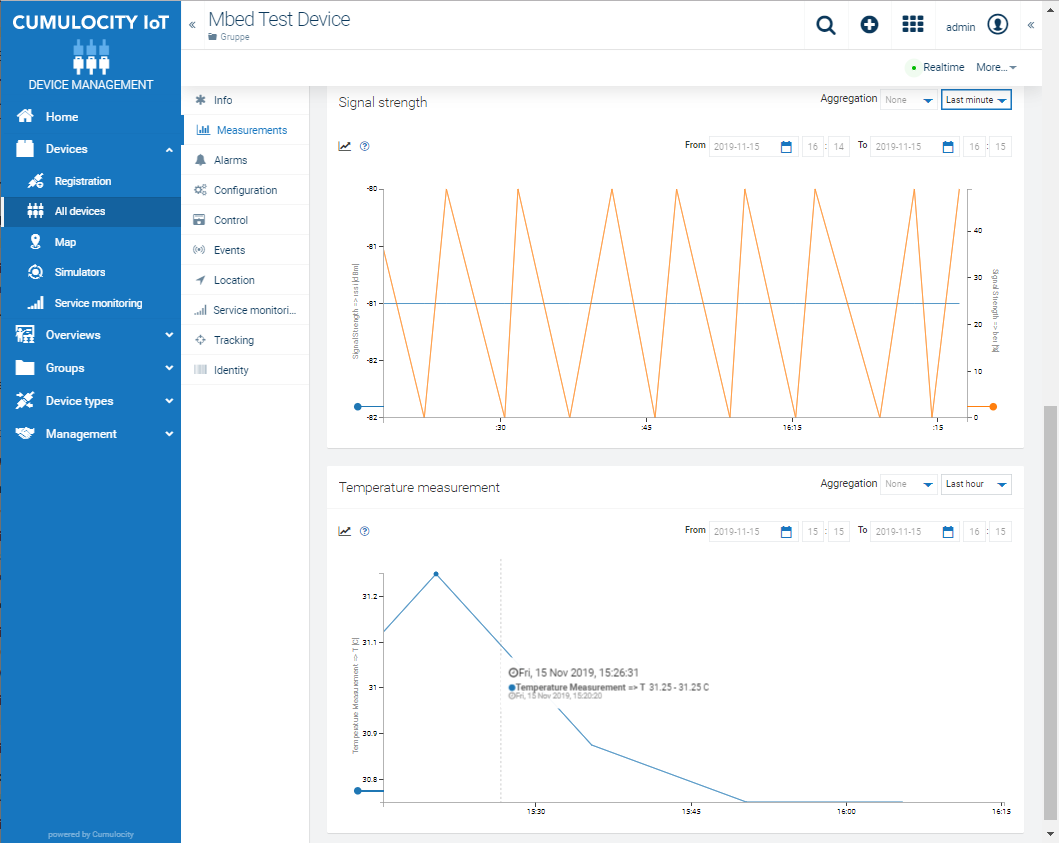 CUMULOCITY IoT
DEVICE MANAGEMENT
Home
Devices
Registration
All devices
Map
Simulators
Service monitoring
Overviews
Groups
Device types
Management
powered by Cumulocity
«
Mbed Test Device
Gruppe
admin
«
Realtime More...
Info
Measurements
Alarms
Configuration
Control
Events
Location
Service monitori...
Tracking
Identity
Signal strength
Aggregation None Last minute
From 2019-11-15 16 : 14 To 2019-11-15 16 : 15
-80
-81
-81
-82
-82
SignalStrength => rssi [dBm]
40
30
20
10
0
SignalStrength => ber [%]
:30 :45 16:15 :15
Temperature measurement
Aggregation None Last hour
From 2019-11-15 15 : 15 To 2019-11-15 16 : 15
31.2
31.1
31
30.9
30.8
Temperature Measurement => T [C]
Fri, 15 Nov 2019, 15:26:31
Temperature Measurement => T 31.25 - 31.25 C
Fri, 15 Nov 2019, 15:20:20
15:30 15:45 16:00 16:15